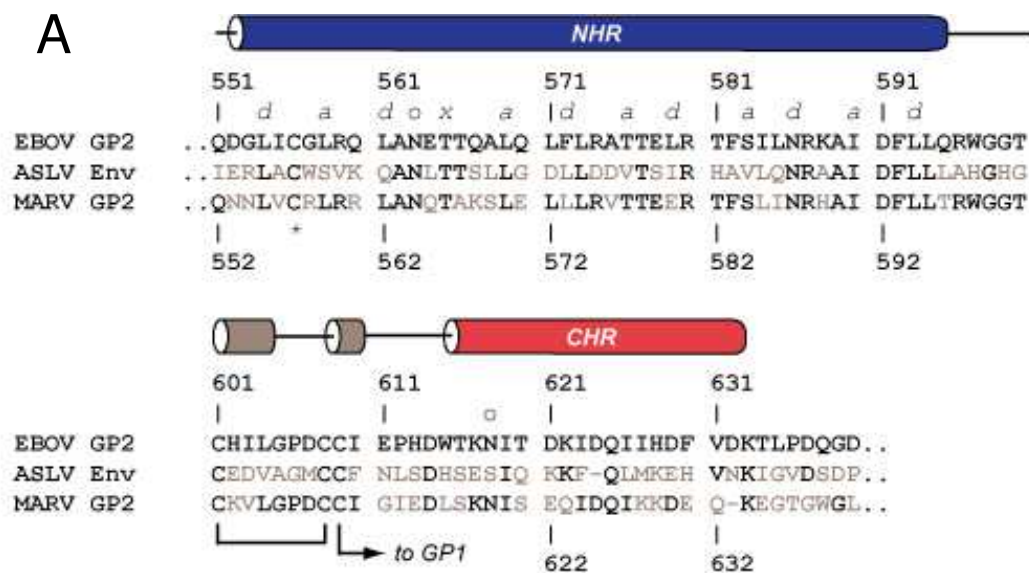 A
NHR
551 561 571 581 591
| d a d o x a | d a d | a d a | d
EBOV GP2 ..QDGLICGLRQ LANETTQALQ LFLRATTELR TFSILNRKAI DFLLQRWGGT
ASLV Env IERLACWSVK QANLTTSLLG DLLDDVTSIR HAVLQNRAAI DFLLLAHGHG
MARV GP2 ..QNNLVCRLRR LANQTAKSLE LLLRVTTEER TFSLINRHAI DFLLTRWGGT
| * | | | |
552 562 572 582 592
CHR
601 611 621 631
| | o | |
EBOV GP2 CHILGPDCCI EPHDWTKNIT DKIDQIIHDF VDKTLPDQGD..
ASLV Env CEDVAGMCCF NLSDHSESIQ KKF-QLMKEH VNKIGVDSDP..
MARV GP2 CKVLGPDCCI GIEDLSKNIS EQIDQIKKDE Q-KEGTGWGL..
to GP1 | |
622 632